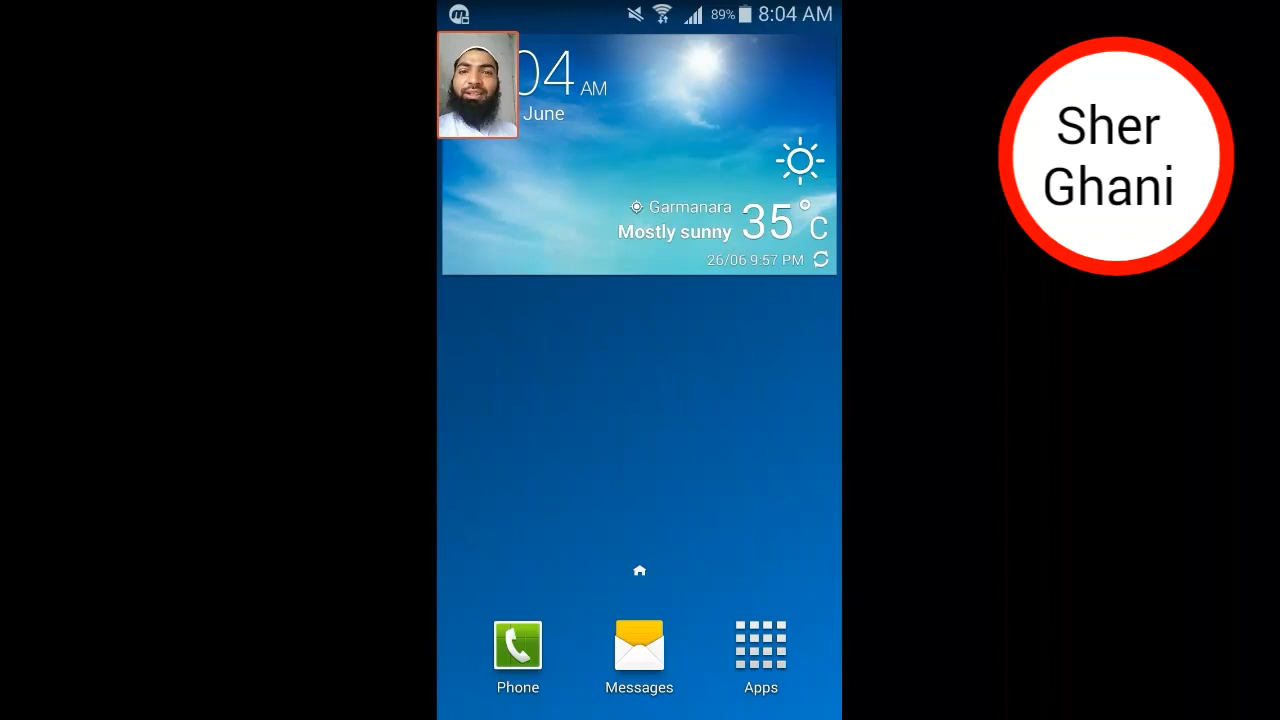 89% 8:04 AM
04 AM
June
Garmanara
Mostly sunny 35°C
26/06 9:57 PM
Phone Messages Apps
Sher
Ghani